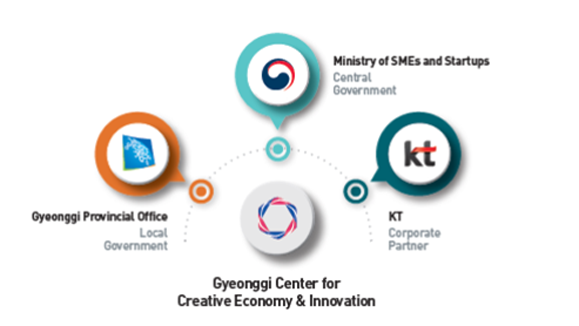 Ministry of SMEs and Startups
Central
Government
kt
Gyeonggi Provincial Office
Local
Government
KT
Corporate
Partner
Gyeonggi Center for
Creative Economy & Innovation